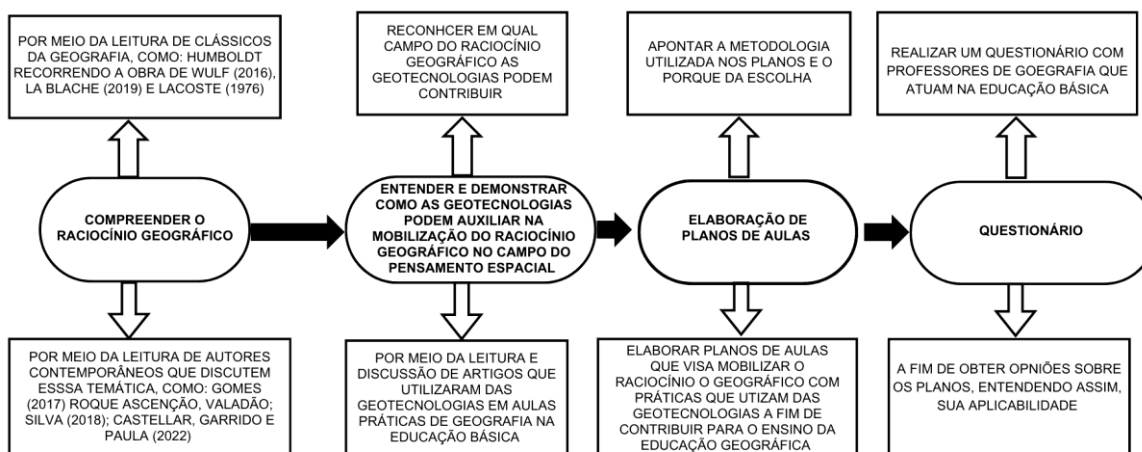 POR MEIO DA LEITURA DE CLÁSSICOS
DA GEOGRAFIA, COMO: HUMBOLDT
RECORRENDO A OBRA DE WULF (2016),
LA BLACHE (2019) E LACOSTE (1976)
RECONHCER EM QUAL
CAMPO DO RACIOCÍNIO
GEOGRÁFICO AS
GEOTECNOLOGIAS PODEM
CONTRIBUIR
APONTAR A METODOLOGIA
UTILIZADA NOS PLANOS E O
PORQUE DA ESCOLHA
REALIZAR UM QUESTIONÁRIO COM
PROFESSORES DE GOEGRAFIA QUE
ATUAM NA EDUCAÇÃO BÁSICA
COMPREENDER O
RACIOCÍNIO GEOGRÁFICO
ENTENDER E DEMONSTRAR
COMO AS GEOTECNOLOGIAS
PODEM AUXILIAR NA
MOBILIZAÇÃO DO RACIOCÍNIO
GEOGRÁFICO NO CAMPO DO
PENSAMENTO ESPACIAL
ELABORAÇÃO DE
PLANOS DE AULAS
QUESTIONÁRIO
POR MEIO DA LEITURA DE AUTORES
CONTEMPORÂNEOS QUE DISCUTEM
ESSSA TEMÁTICA, COMO: GOMES
(2017) ROQUE ASCENÇÃO, VALADÃO;
SILVA (2018); CASTELLAR, GARRIDO E
PAULA (2022)
POR MEIO DA LEITURA E
DISCUSSÃO DE ARTIGOS QUE
UTILIZARAM DAS
GEOTECNOLOGIAS EM AULAS
PRÁTICAS DE GEOGRAFIA NA
EDUCAÇÃO BÁSICA
ELABORAR PLANOS DE AULAS
QUE VISA MOBILIZAR O
RACIOCÍNIO O GEOGRÁFICO COM
PRÁTICAS QUE UTIZAM DAS
GEOTECNOLOGIAS A FIM DE
CONTRIBUIR PARA O ENSINO DA
EDUCAÇÃO GEOGRÁFICA
A FIM DE OBTER OPNIÕES SOBRE
OS PLANOS, ENTENDENDO ASSIM,
SUA APLICABILIDADE